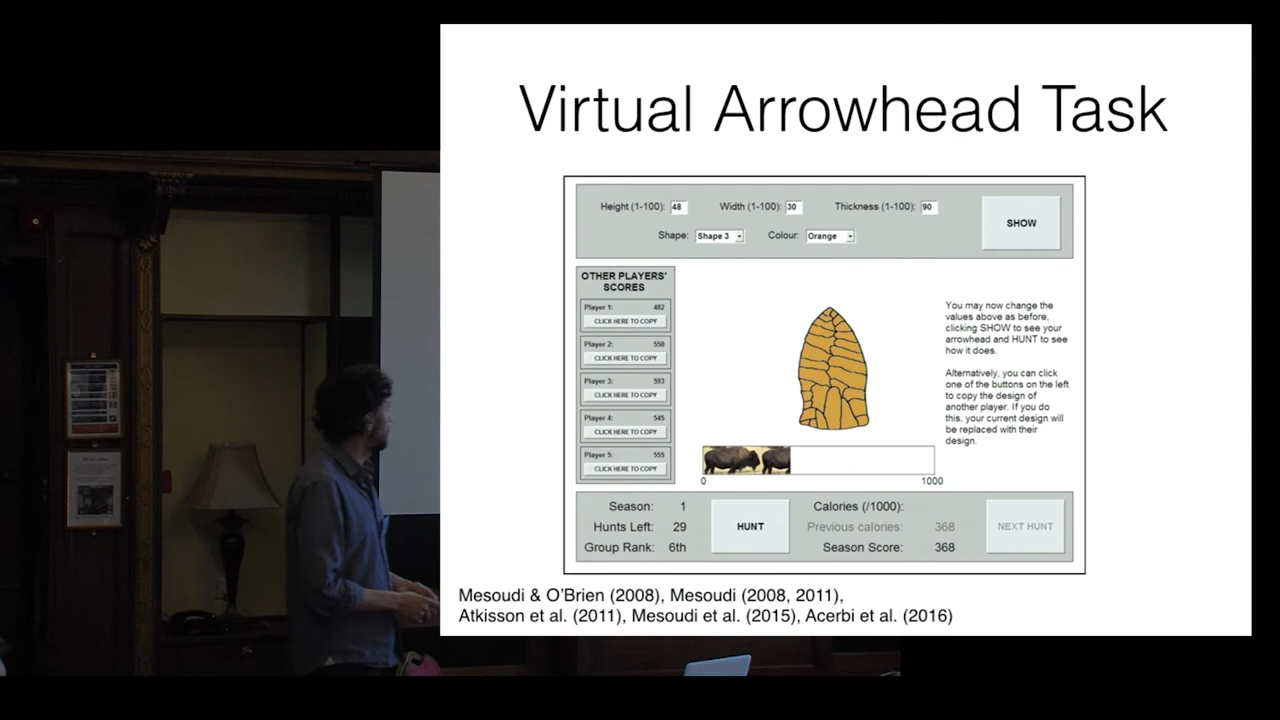 Virtual Arrowhead Task
Height (1-100): 48 Width (1-100): 30 Thickness (1-100): 90
Shape: Shape 3 Colour: Orange
SHOW
OTHER PLAYERS'
SCORES
Player 1: 482
CLICK HERE TO COPY
Player 2: 550
CLICK HERE TO COPY
Player 3: 593
CLICK HERE TO COPY
Player 4: 545
CLICK HERE TO COPY
Player 5: 555
CLICK HERE TO COPY
You may now change the
values above as before,
clicking SHOW to see your
arrowhead and HUNT to see
how it does.
Alternatively, you can click
one of the buttons on the left
to copy the design of
another player. If you do
this, your current design will
be replaced with their
design.
0 1000
Season: 1
Hunts Left: 29
Group Rank: 6th
HUNT
Calories (/1000):
Previous calories: 368
Season Score: 368
NEXT HUNT
Mesoudi & O'Brien (2008), Mesoudi (2008, 2011),
Atkisson et al. (2011), Mesoudi et al. (2015), Acerbi et al. (2016)